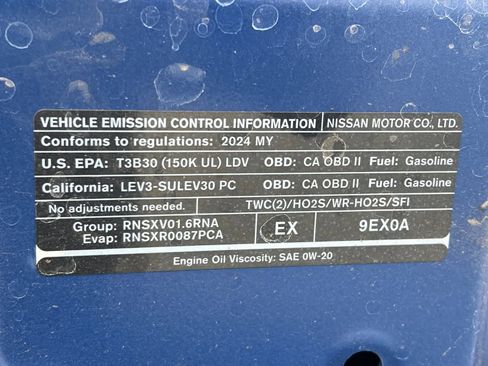 VEHICLE EMISSION CONTROL INFORMATION NISSAN MOTOR CO., LTD.
Conforms to regulations: 2024 MY
U.S. EPA: T3B30 (150K UL) LDV OBD: CA OBD II Fuel: Gasoline
California: LEV3-SULEV30 PC OBD: CA OBD II Fuel: Gasoline
No adjustments needed. TWC(2)/HO2S/WR-HO2S/SFI
Group: RNSXV01.6RNA
Evap: RNSXR0087PCA
EX 9EX0A
Engine Oil Viscosity: SAE 0W-20